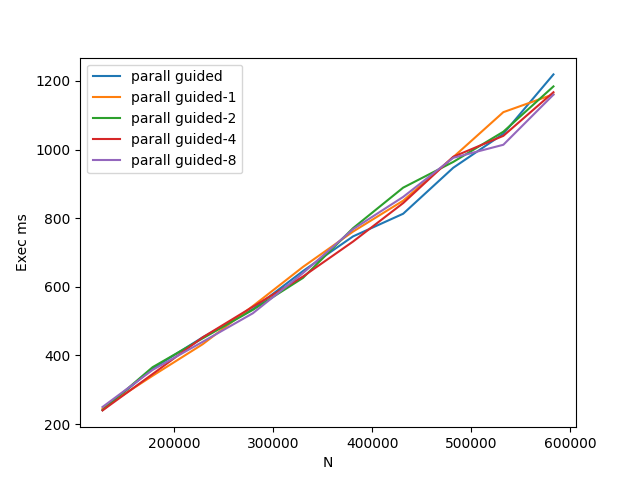 parall guided
parall guided-1
parall guided-2
parall guided-4
parall guided-8
1200
1000
800
600
400
200
Exec ms
200000 300000 400000 500000 600000
N